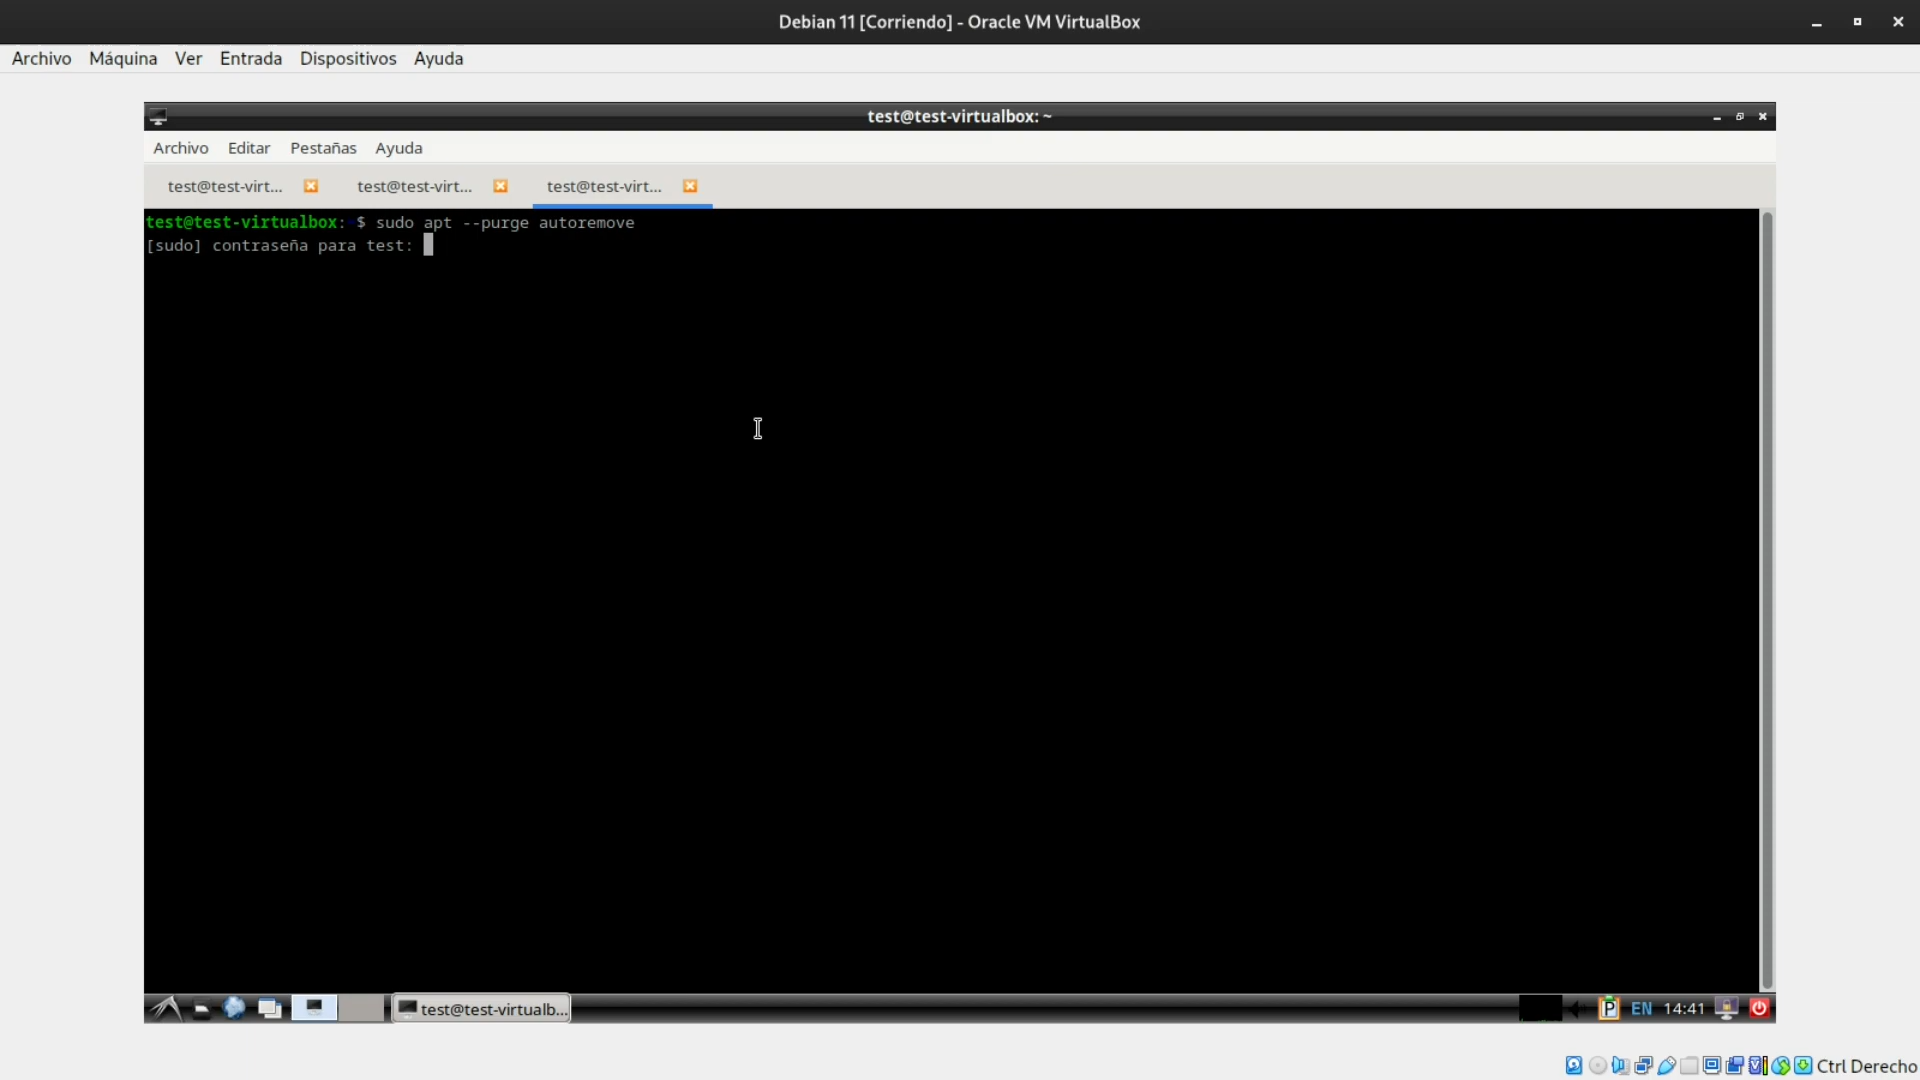 Debian 11 [Corriendo] - Oracle VM VirtualBox
Archivo Máquina Ver Entrada Dispositivos Ayuda
test@test-virtualbox: ~
Archivo Editar Pestañas Ayuda
test@test-virt... test@test-virt... test@test-virt...
test@test-virtualbox: $ sudo apt --purge autoremove
[sudo] contraseña para test:
test@test-virtualb...
P EN 14:41
Ctrl Derecho